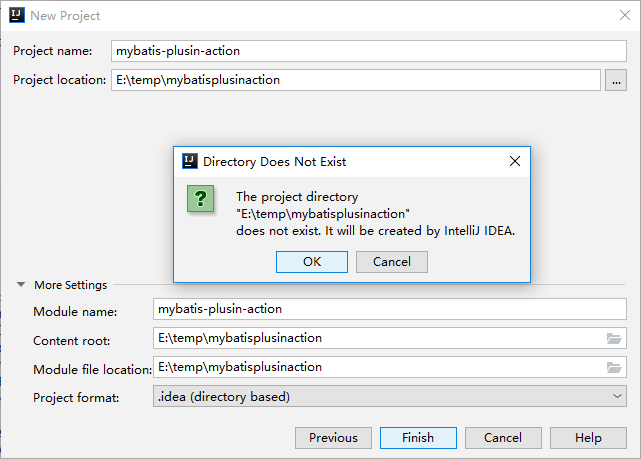 New Project
Project name: mybatis-plusin-action
Project location: E:\temp\mybatisplusinaction ...
Directory Does Not Exist
The project directory
"E:\temp\mybatisplusinaction"
does not exist. It will be created by IntelliJ IDEA.
OK Cancel
More Settings
Module name: mybatis-plusin-action
Content root: E:\temp\mybatisplusinaction
Module file location: E:\temp\mybatisplusinaction
Project format: .idea (directory based)
Previous Finish Cancel Help